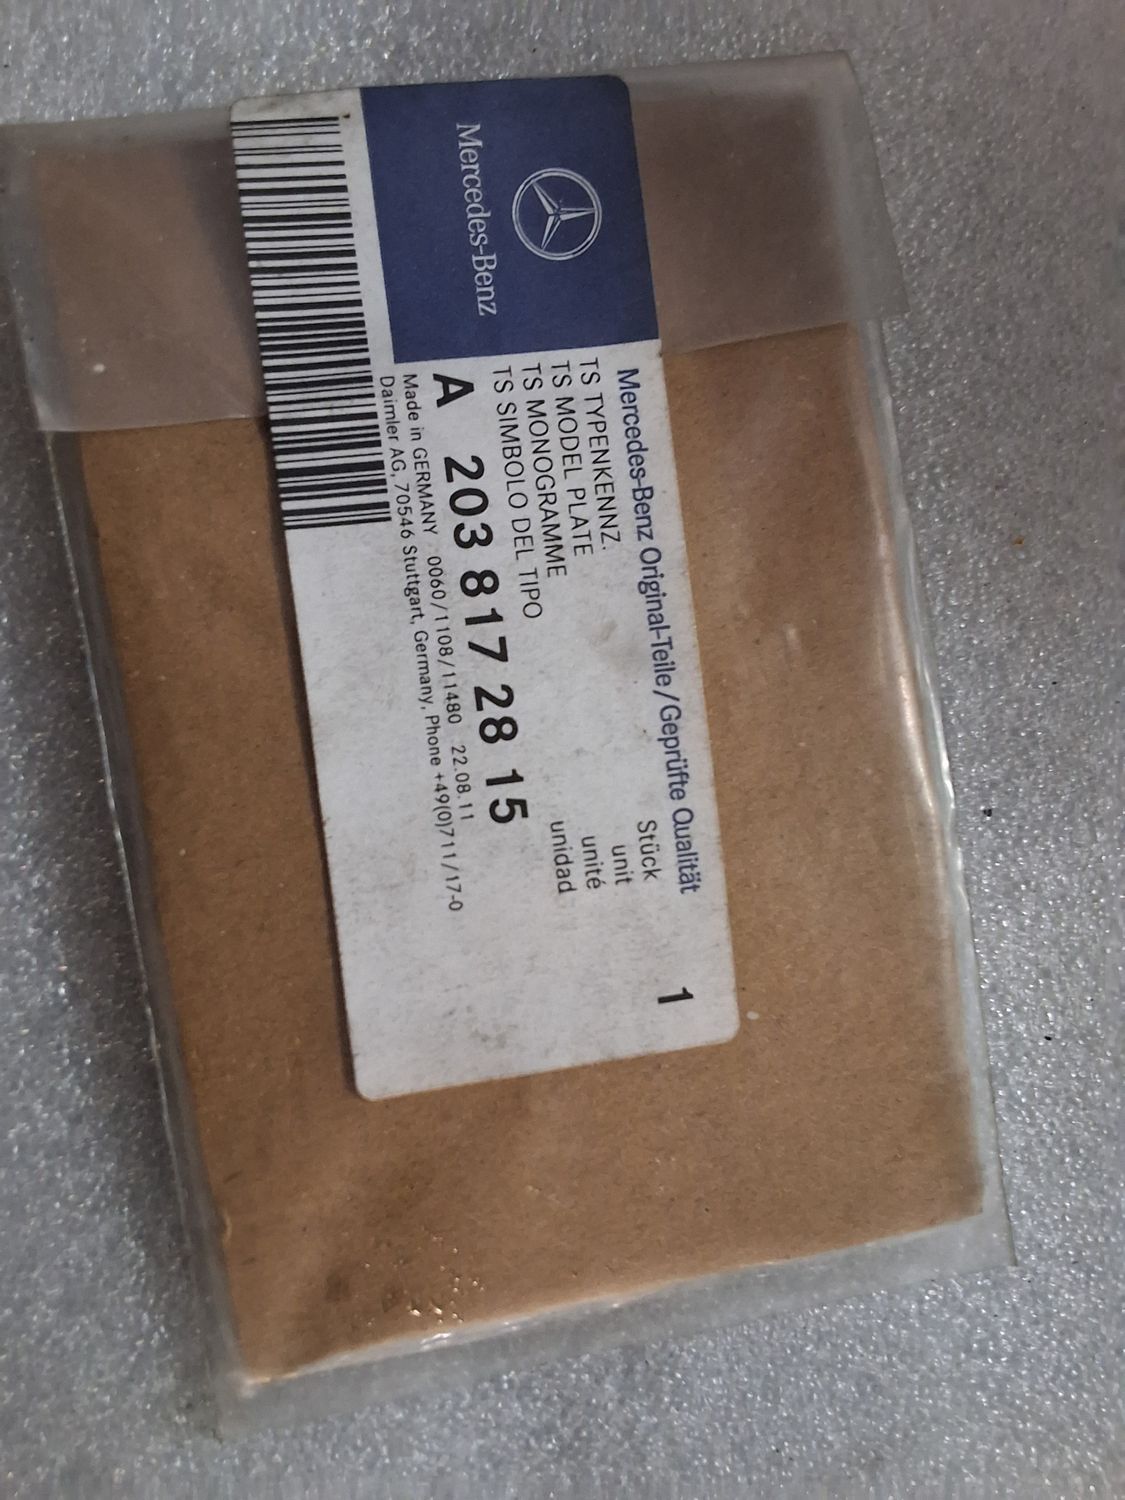 Mercedes-Benz
Mercedes-Benz Original-Teile/Geprüfte Qualität
TS TYPENKENNZ.
TS MODEL PLATE
TS MONOGRAMME
TS SIMBOLO DEL TIPO
Stück
unit
unité
unidad
1
A 203 817 28 15
Made in GERMANY 0060/1108/11480 22.08.11
Daimler AG, 70546 Stuttgart, Germany, Phone +49(0)711/17-0